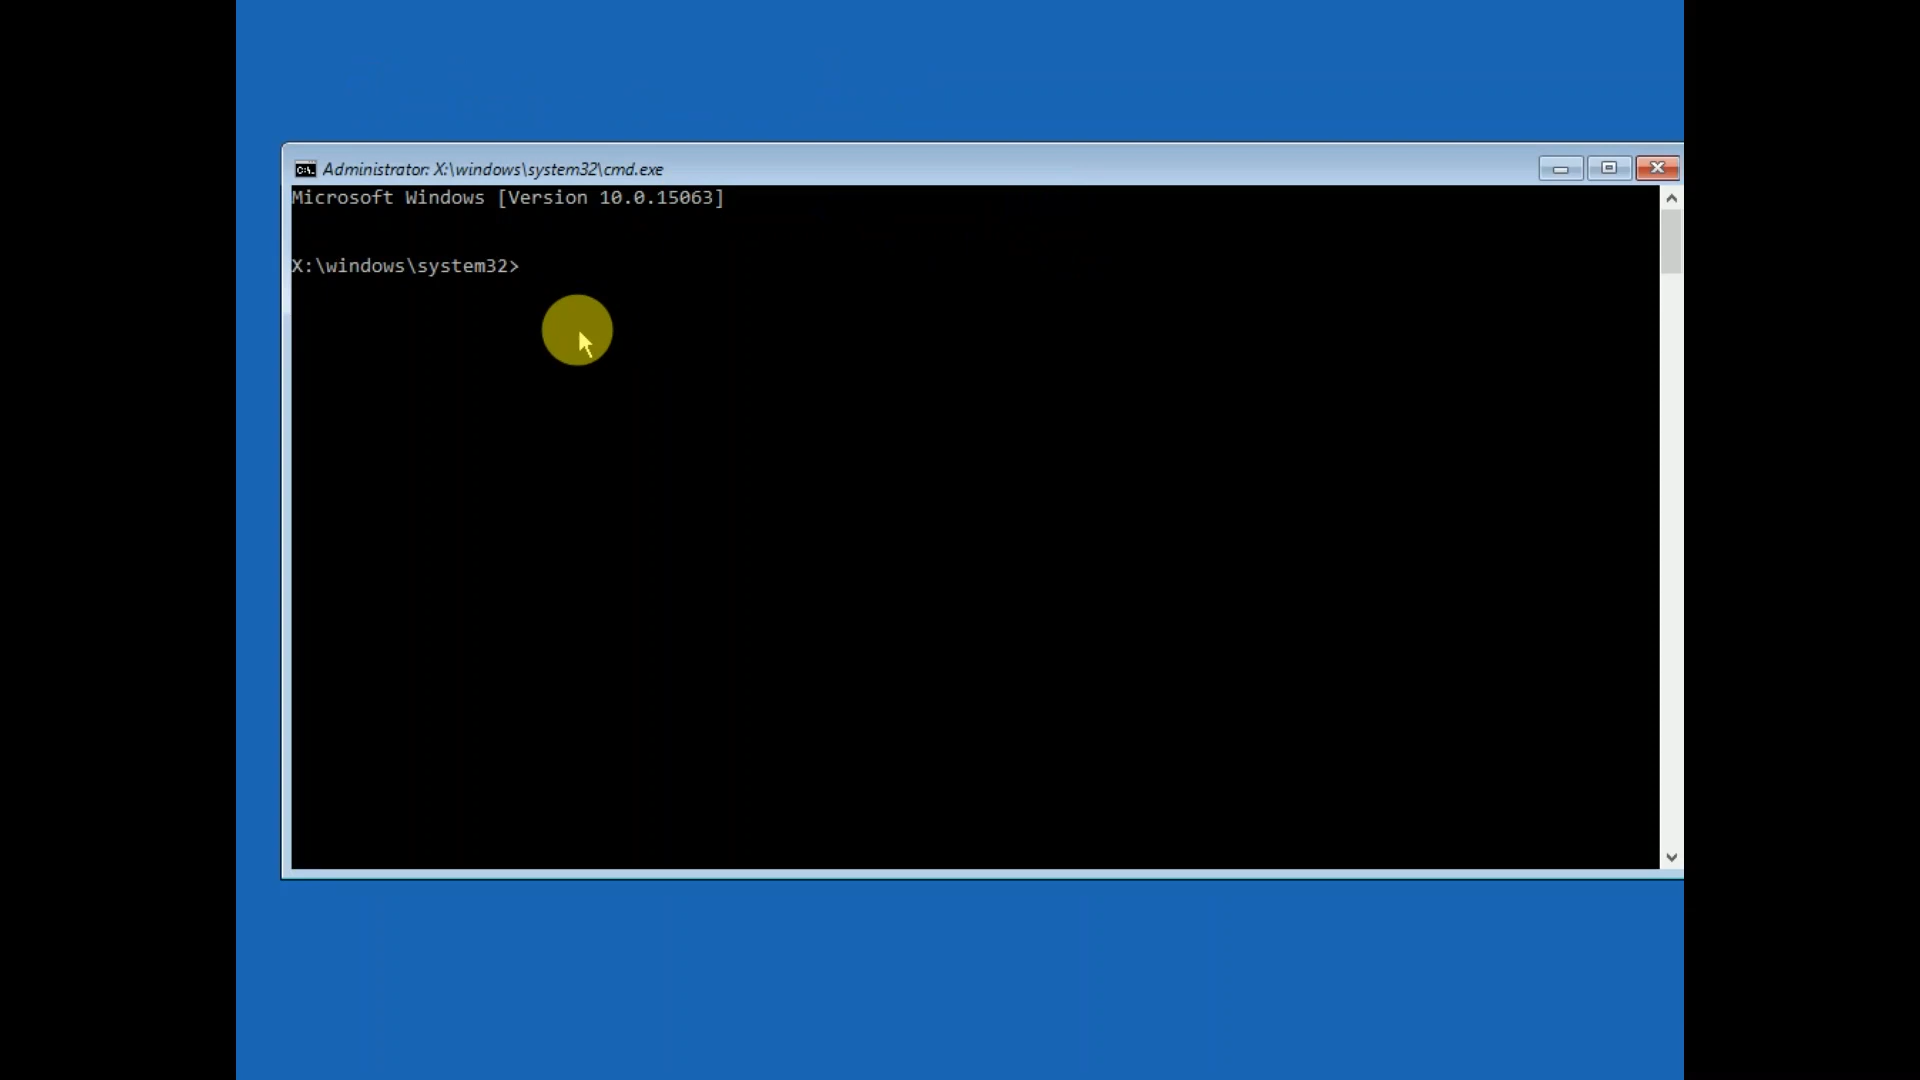 Administrator: X:\windows\system32\cmd.exe
Microsoft Windows [Version 10.0.15063]
X:\windows\system32>